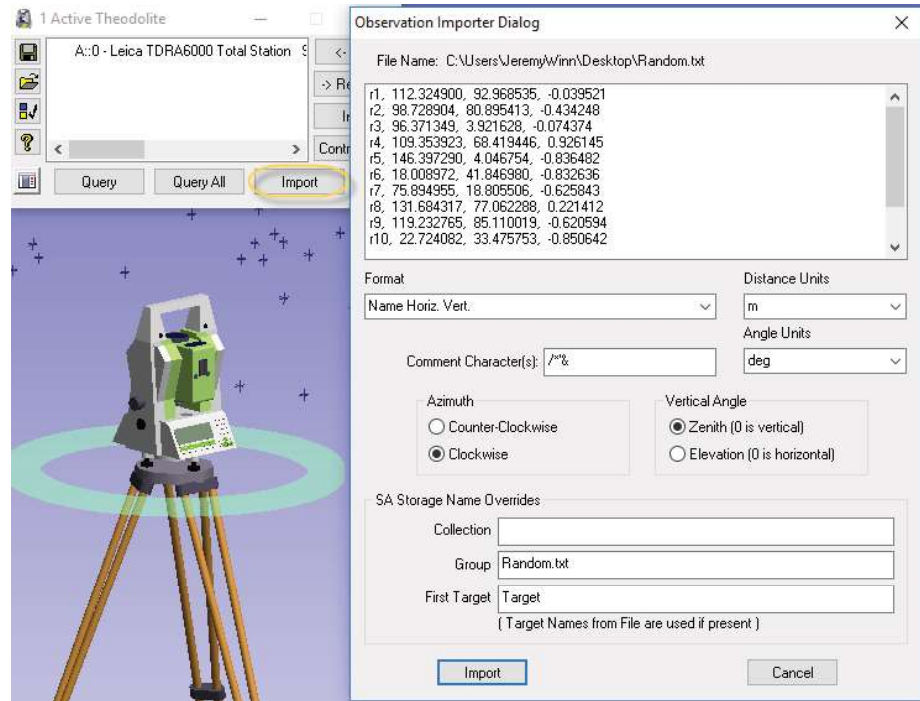 1 Active Theodolite
A::0 - Leica TDRA6000 Total Station
<-
->
Query
Query All
Import
Observation Importer Dialog
File Name: C:\Users\JeremyWinn\Desktop\Random.txt
r1, 112.324900, 92.968535, -0.039521
r2, 98.728904, 80.895413, -0.434248
r3, 96.371349, 3.921628, -0.074374
r4, 109.353923, 68.419446, 0.926145
r5, 146.397290, 4.046754, -0.836482
r6, 18.008972, 41.846980, -0.832636
r7, 75.894955, 18.805506, -0.625843
r8, 131.684317, 77.062288, 0.221412
r9, 119.232765, 85.110019, -0.620594
r10, 22.724082, 33.475753, -0.850642
Format
Distance Units
Name Horiz. Vert.
m
Angle Units
Comment Character(s): /*'&
deg
Azimuth
Vertical Angle
Counter-Clockwise
Zenith (0 is vertical)
Clockwise
Elevation (0 is horizontal)
SA Storage Name Overrides
Collection
Group Random.txt
First Target Target
( Target Names from File are used if present )
Import
Cancel